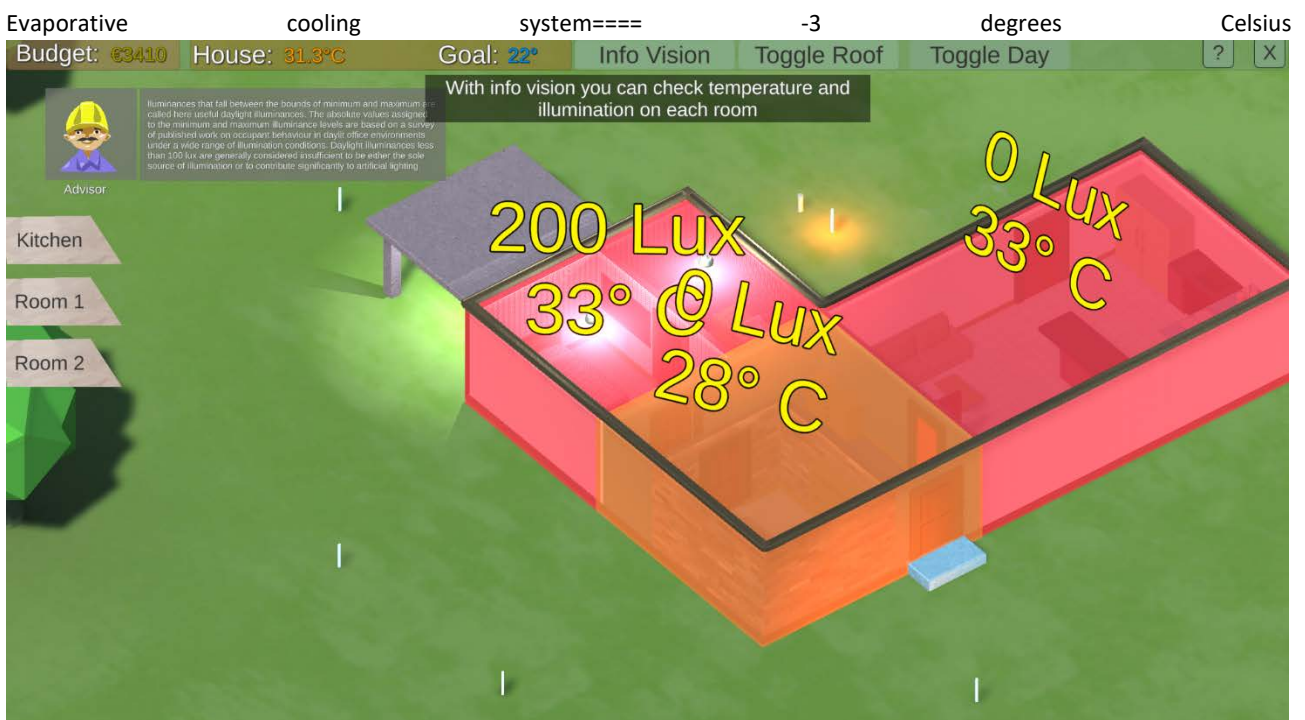 Evaporative cooling system==== -3 degrees Celsius
Budget: €3410 House: 31.3°C Goal: 22° Info Vision Toggle Roof Toggle Day ? X
With info vision you can check temperature and
illumination on each room
Iluminances that fall between the bounds of minimum and maximum are
called here useful daylight illuminances. The absolute values assigned
to the minimum and maximum illuminance levels are based on a survey
of published work on occupant behaviour in daylit office environments
under a wide range of illumination conditions. Daylight Illuminances less
than 100 lux are generally considered insufficient to be either the sole
source of illumination or to contribute significantly to artificial lighting
Advisor
Kitchen
Room 1
Room 2
200 Lux
33° C
0 Lux
28° C
0 Lux
33° C